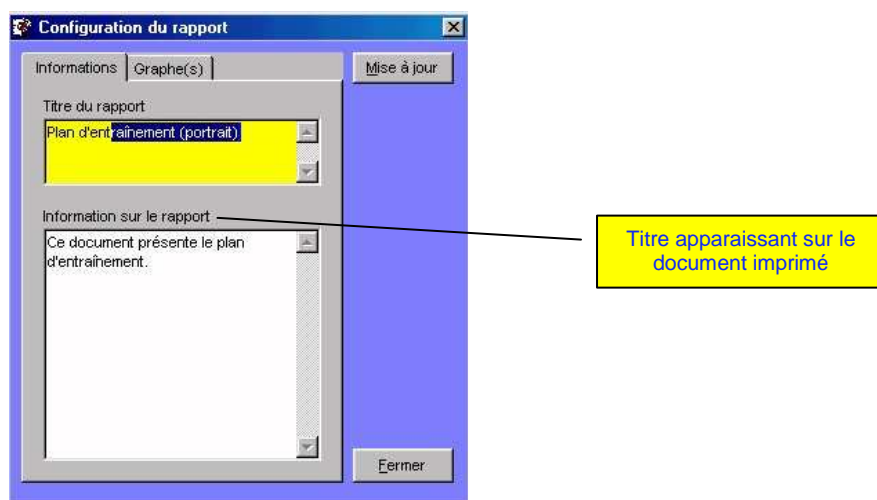 Configuration du rapport
Informations
Graphe(s)
Mise à jour
Titre du rapport
Plan d'entraînement (portrait)
Information sur le rapport
Ce document présente le plan
d'entraînement.
Titre apparaissant sur le
document imprimé
Fermer